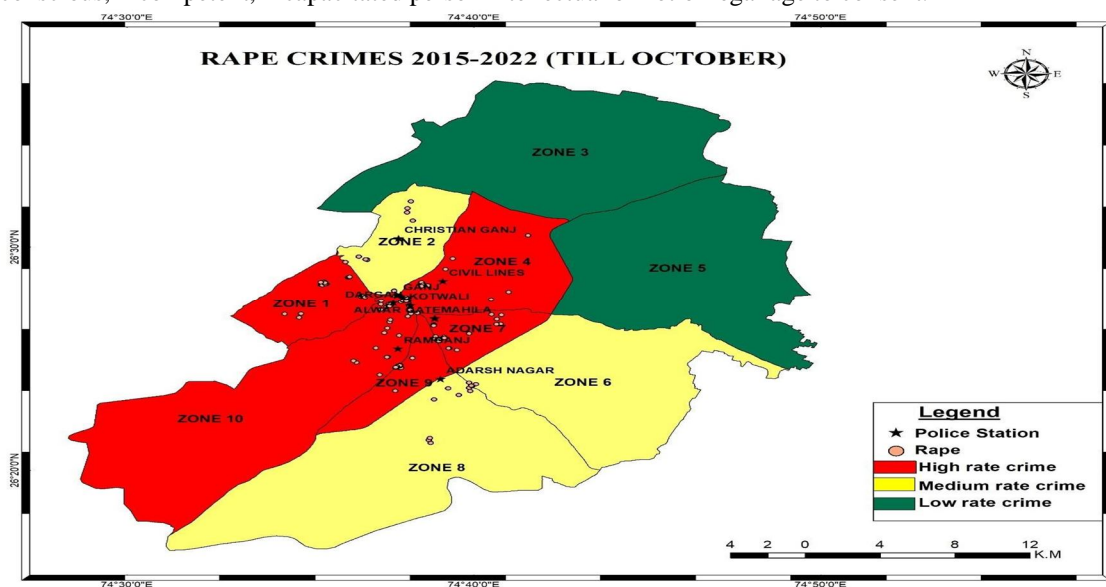 74°30'0"E 74°40'0"E 74°50'0"E
RAPE CRIMES 2015-2022 (TILL OCTOBER)
N
W E
S
ZONE 3
CHRISTIAN GANJ
ZONE 2
26°30'0"N
ZONE 4
ZONE 5
CIVIL LINES
GANJ
KOTWALI
ZONE 1
ALWAR GATE
MAHILA
ZONE 7
RAMGANJ
ADARSH NAGAR
ZONE 9
ZONE 6
ZONE 10
ZONE 8
26°20'0"N
Legend
Police Station
Rape
High rate crime
Medium rate crime
Low rate crime
4 2 0 4 8 12
K.M
74°30'0"E 74°40'0"E 74°50'0"E